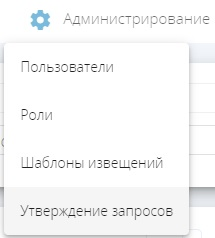 Администрирование
Пользователи
Роли
Шаблоны извещений
Утверждение запросов